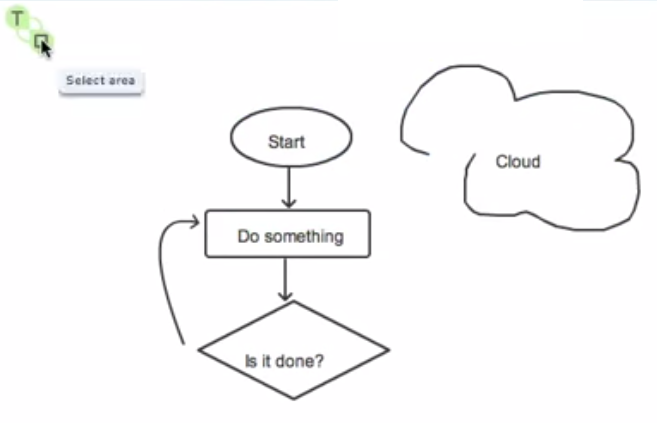 T
Select area
Start
Cloud
Do something
Is it done?